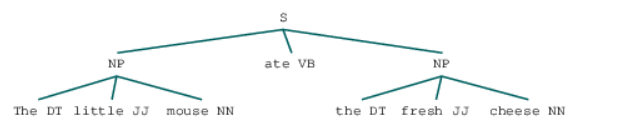 S
NP ate VB NP
The DT little JJ mouse NN the DT fresh JJ cheese NN